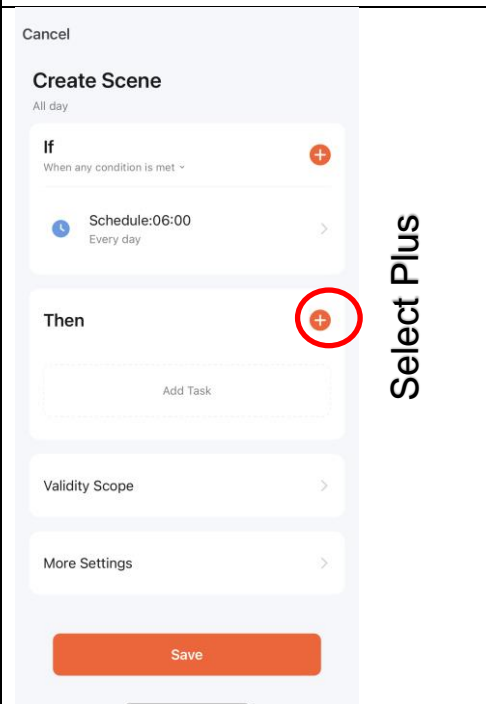 Cancel
Create Scene
All day
If
When any condition is met
Schedule:06:00
Every day
Then
Add Task
Validity Scope
More Settings
Save
Select Plus